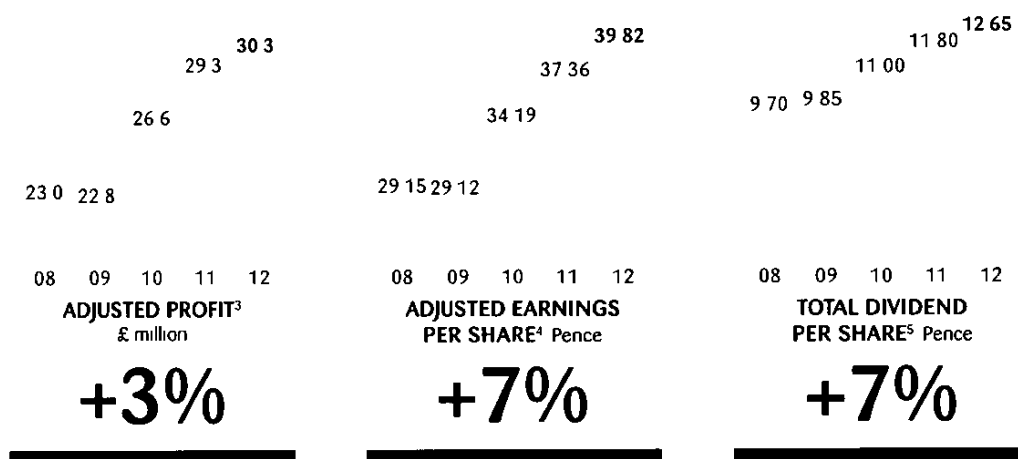 23 0 22 8 26 6 29 3 30 3
08 09 10 11 12
ADJUSTED PROFIT³
£ million
+3%
29 15 29 12 34 19 37 36 39 82
08 09 10 11 12
ADJUSTED EARNINGS
PER SHARE⁴ Pence
+7%
9 70 9 85 11 00 11 80 12 65
08 09 10 11 12
TOTAL DIVIDEND
PER SHARE⁵ Pence
+7%